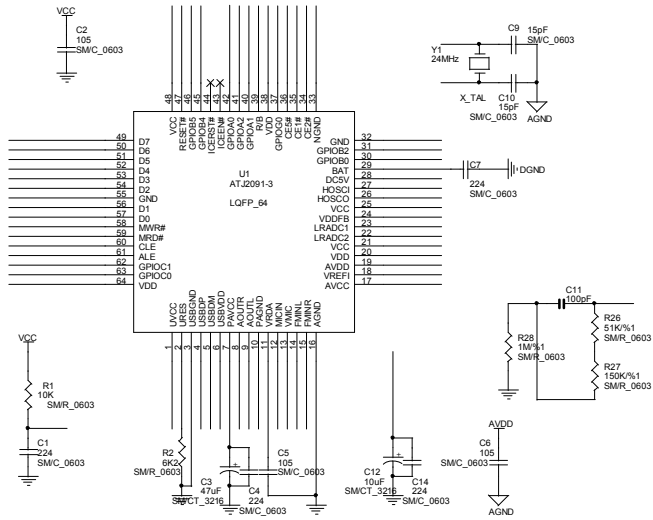 VCC
C2
105
SM/C_0603
48 47 46 45 44 43 42 41 40 39 38 37 36 35 34 33
VCC RESET# GPIOB5 GPIOB4 ICERST# ICEEN# GPIOA0 GPIOA2 GPIOA1 R/B VDD GPIOG0 CE5# CE1# CE2# NGND
C9
15pF
SM/C_0603
Y1
24MHz
X_TAL
C10
15pF
SM/C_0603
AGND
U1
ATJ2091-3
LQFP_64
49 D7
50 D6
51 D5
52 D4
53 D3
54 D2
55 GND
56 D1
57 D0
58 MWR#
59 MRD#
60 CLE
61 ALE
62 GPIOC1
63 GPIOC0
64 VDD
GND 32
GPIOB2 31
GPIOB0 30
BAT 29
DC5V 28
HOSCI 27
HOSCO 26
VCC 25
VDDFB 24
LRADC1 23
LRADC2 22
VCC 21
VDD 20
AVDD 19
VREFI 18
AVCC 17
C7
224
SM/C_0603
DGND
UVCC URES USBGND USBDP USBDM USBVDD PAVCC AOUTR AOUTL PAGND VRDA MICIN VMIC FMINL FMINR AGND
1 2 3 4 5 6 7 8 9 10 11 12 13 14 15 16
C11
100pF
R28
1M/%1
SM/R_0603
R26
51K/%1
SM/R_0603
R27
150K/%1
SM/R_0603
VCC
R1
10K
SM/R_0603
C1
224
SM/C_0603
R2
6K2
SM/R_0603
C3
47uF
SM/CT_3216
C4
224
SM/C_0603
C5
105
SM/C_0603
C12
10uF
SM/CT_3216
C14
224
SM/C_0603
AVDD
C6
105
SM/C_0603
AGND